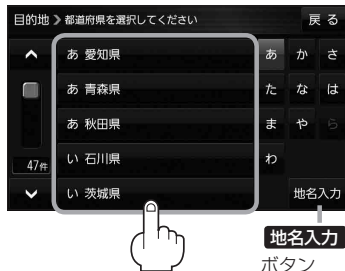 目的地 > 都道府県を選択してください 戻る
あ 愛知県 あ か さ
あ 青森県 た な は
あ 秋田県 ま や ら
い 石川県 わ
47件
い 茨城県 地名入力
地名入力
ボタン